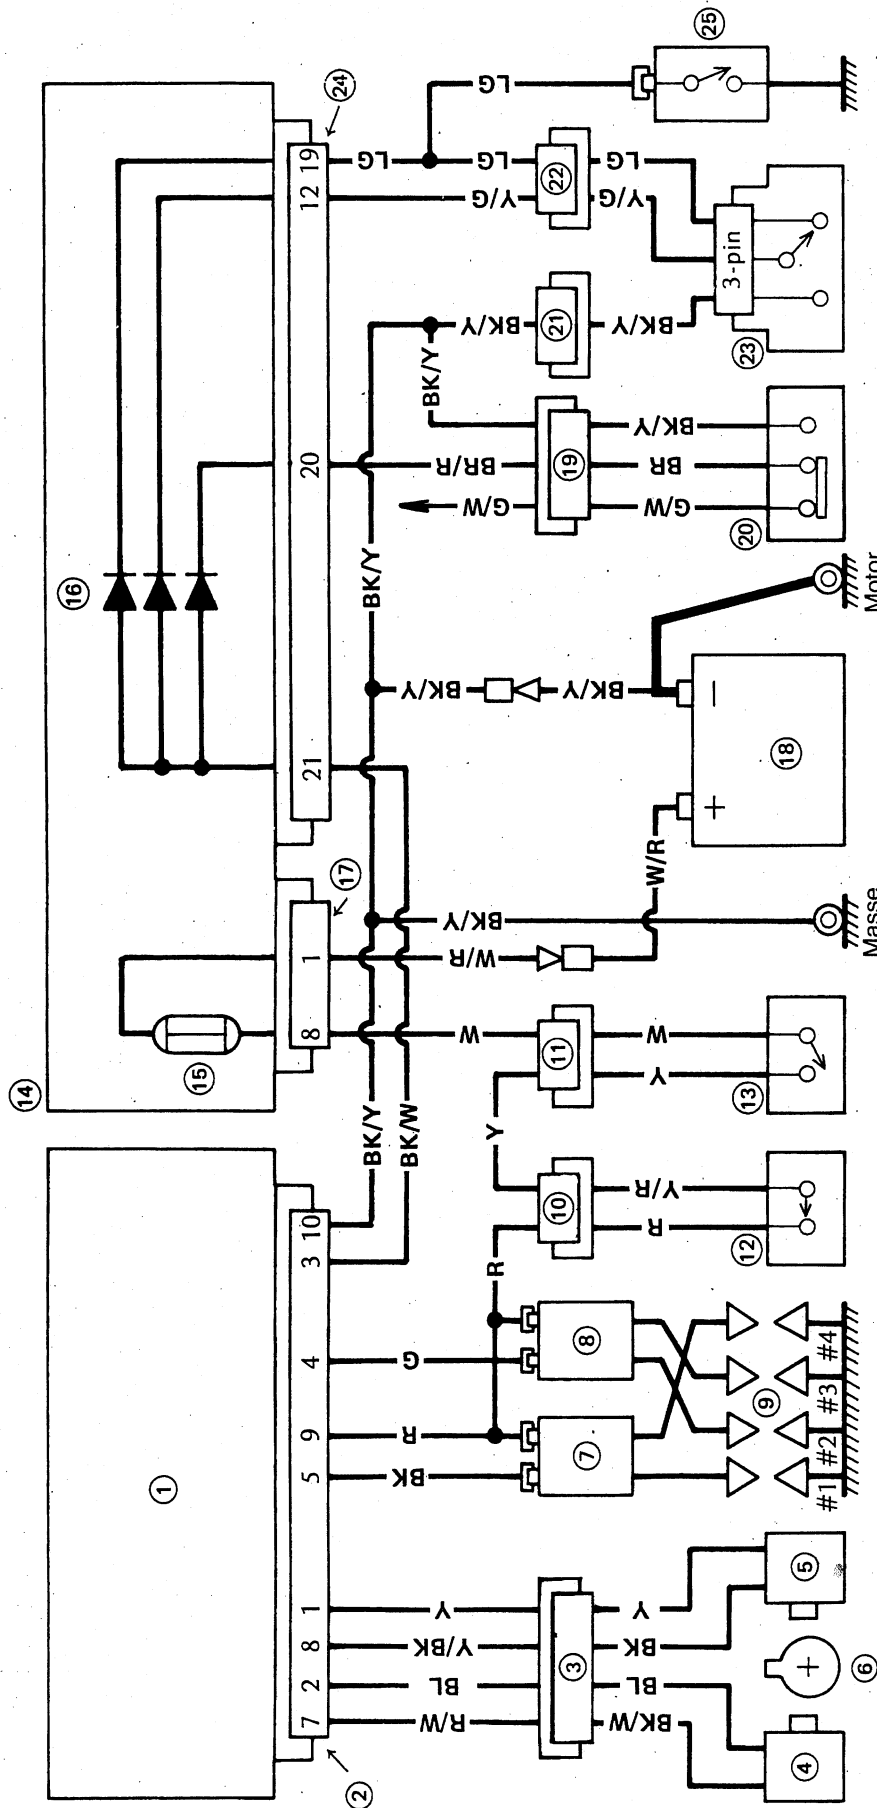 25
LG
24
19
LG
LG
22
LG
12
Y/G
Y/G
3-pin
23
BK/Y
21
BK/Y
BK/Y
20
BR/R
19
BK/Y
BR
G/W
G/W
20
16
BK/Y
Motor
BK/Y
BK/Y
−
18
+
21
W/R
17
BK/Y
Masse
1
W/R
8
W
11
W
Y
13
15
14
Y
BK/Y
BK/W
10
Y/R
R
12
10
3
R
4
G
8
#4
#3
9
#2
#1
9
R
7
5
BK
1
5
1
Y
Y
8
Y/BK
BK
3
2
BL
BL
6
7
R/W
BK/W
4
2